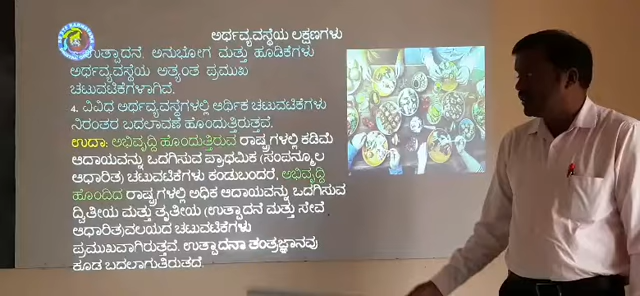 ಅರ್ಥವ್ಯವಸ್ಥೆಯ ಲಕ್ಷಣಗಳು
ಉತ್ಪಾದನೆ, ಅನುಭೋಗ ಮತ್ತು ಹೂಡಿಕೆಗಳು
ಅರ್ಥವ್ಯವಸ್ಥೆಯ ಅತ್ಯಂತ ಪ್ರಮುಖ
ಚಟುವಟಿಕೆಗಳಾಗಿವೆ.
4. ವಿವಿಧ ಅರ್ಥವ್ಯವಸ್ಥೆಗಳಲ್ಲಿ ಆರ್ಥಿಕ ಚಟುವಟಿಕೆಗಳು
ನಿರಂತರ ಬದಲಾವಣೆ ಹೊಂದುತ್ತಿರುತ್ತವೆ.
ಉದಾ: ಅಭಿವೃದ್ಧಿ ಹೊಂದುತ್ತಿರುವ ರಾಷ್ಟ್ರಗಳಲ್ಲಿ ಕಡಿಮೆ
ಆದಾಯವನ್ನು ಒದಗಿಸುವ ಪ್ರಾಥಮಿಕ (ಸಂಪನ್ಮೂಲ
ಆಧಾರಿತ) ಚಟುವಟಿಕೆಗಳು ಕಂಡುಬಂದರೆ, ಅಭಿವೃದ್ಧಿ
ಹೊಂದಿದ ರಾಷ್ಟ್ರಗಳಲ್ಲಿ ಅಧಿಕ ಆದಾಯವನ್ನು ಒದಗಿಸುವ
ದ್ವಿತೀಯ ಮತ್ತು ತೃತೀಯ (ಉತ್ಪಾದನೆ ಮತ್ತು ಸೇವೆ
ಆಧಾರಿತ)ವಲಯದ ಚಟುವಟಿಕೆಗಳು
ಪ್ರಮುಖವಾಗಿರುತ್ತವೆ. ಉತ್ಪಾದನಾ ತಂತ್ರಜ್ಞಾನವು
ಕೂಡ ಬದಲಾಗುತಿರುತದೆ.